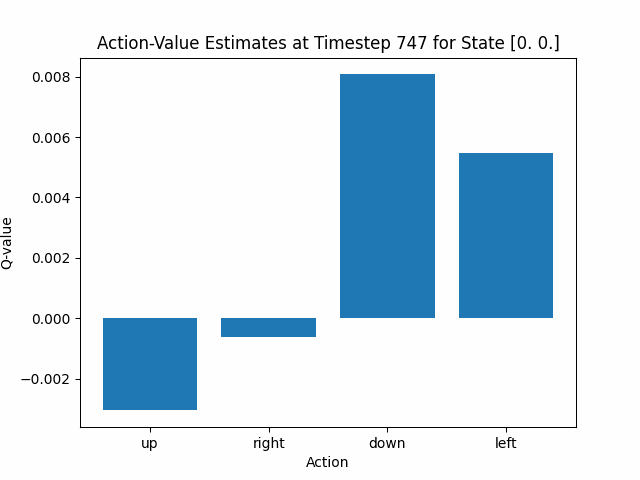 Action-Value Estimates at Timestep 747 for State [0. 0.]
0.008
0.006
0.004
0.002
0.000
−0.002
Q-value
up right down left
Action